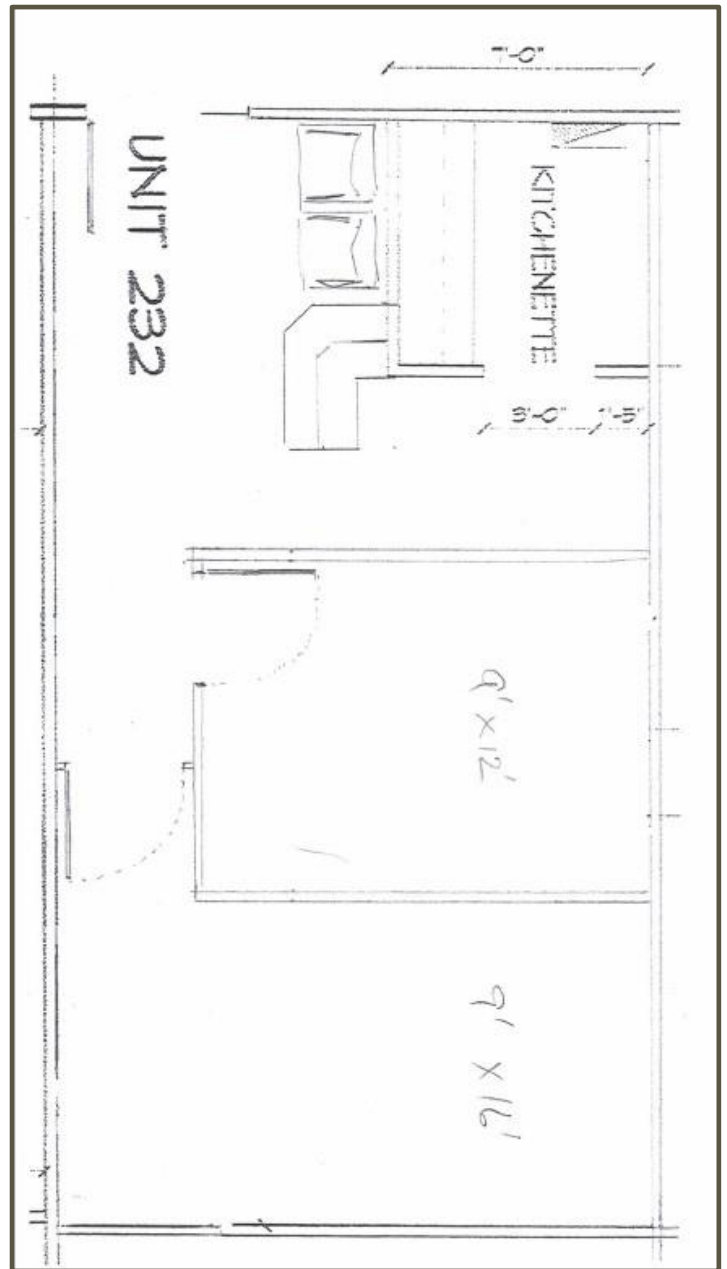 7'-0"
UNIT 232
KITCHENETTE
3'-0"
9' x 12'
9' x 16'